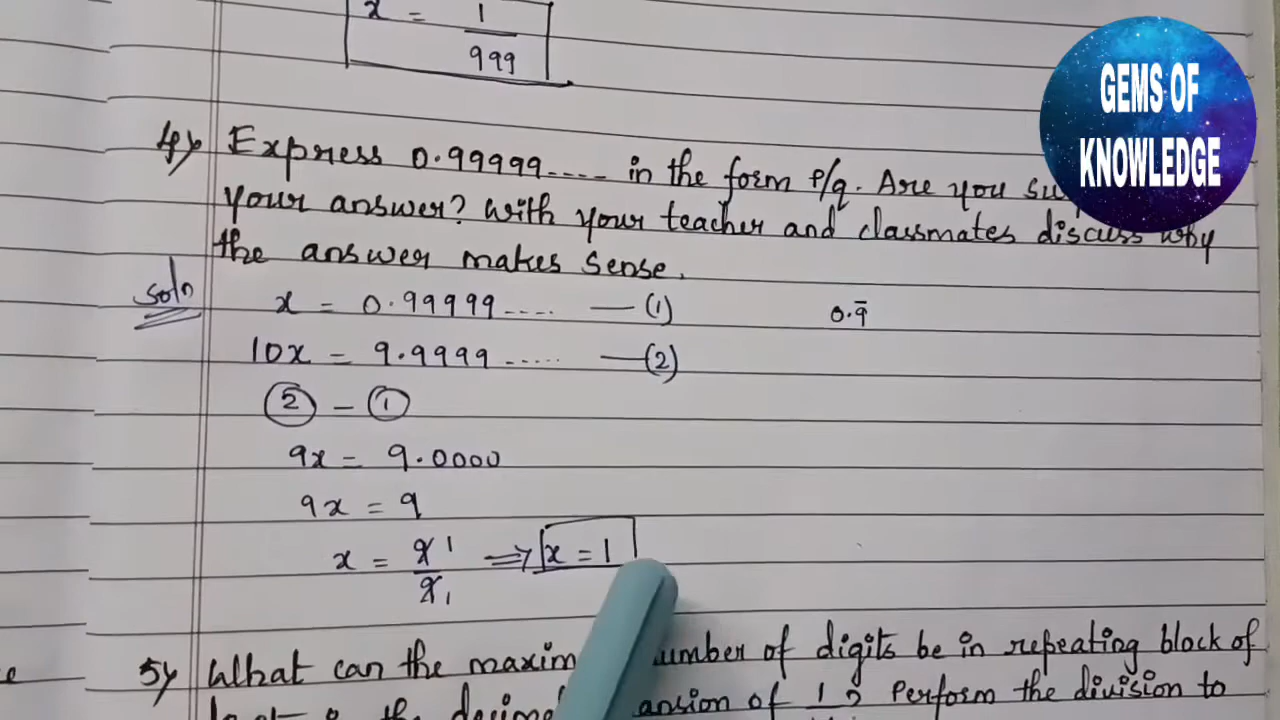 x = 1
999
4) Express 0.99999.... in the form p/q. Are you
your answer? With your teacher and classmates discuss why
the answer makes sense.
Soln
x = 0.99999.... — (1)
0.9̄
10x = 9.9999..... — (2)
② - ①
9x = 9.0000
9x = 9
x = 9 1 ⇒ x = 1
9 1
5) What can the maxim umber of digits be in repeating block of
ansion of 1 ? Perform the division to
GEMS OF
KNOWLEDGE